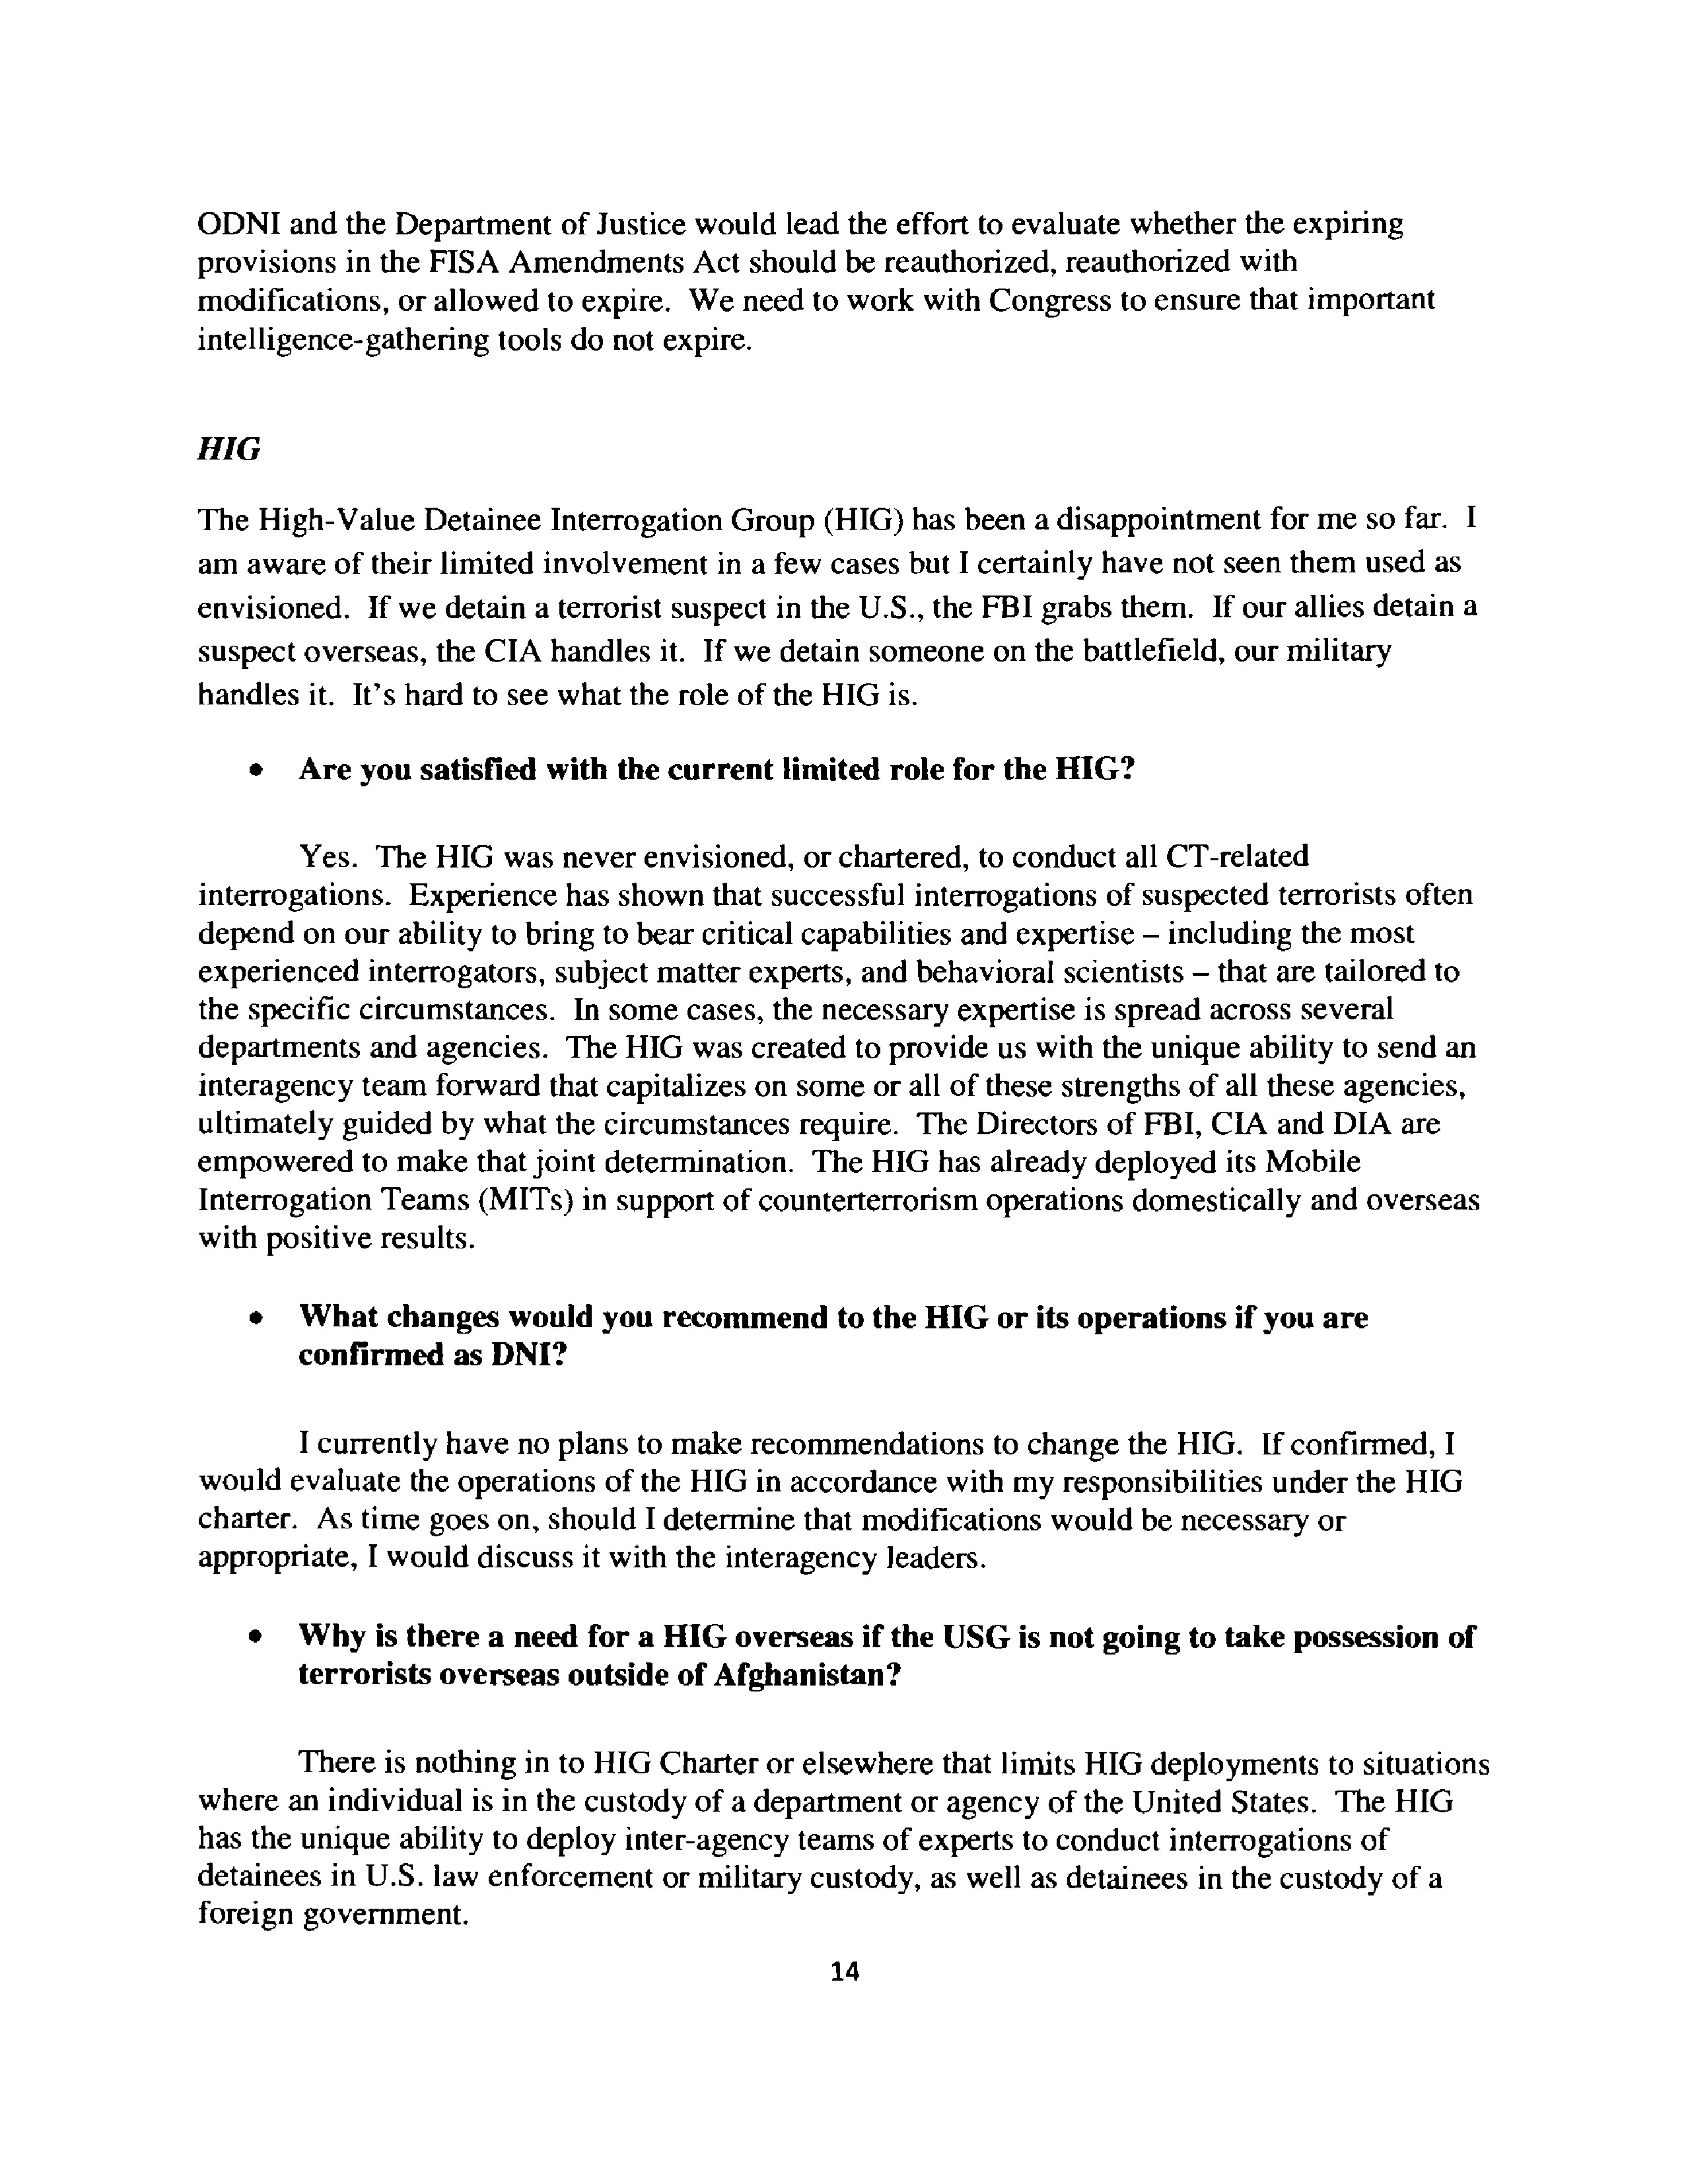 ODNI and the Department of Justice would lead the effort to evaluate whether the expiring
provisions in the FISA Amendments Act should be reauthorized, reauthorized with
modifications, or allowed to expire. We need to work with Congress to ensure that important
intelligence-gathering tools do not expire.
HIG
The High-Value Detainee Interrogation Group (HIG) has been a disappointment for me so far. I
am aware of their limited involvement in a few cases but I certainly have not seen them used as
envisioned. If we detain a terrorist suspect in the U.S., the FBI grabs them. If our allies detain a
suspect overseas, the CIA handles it. If we detain someone on the battlefield, our military
handles it. It's hard to see what the role of the HIG is.
• Are you satisfied with the current limited role for the HIG?
Yes. The HIG was never envisioned, or chartered, to conduct all CT-related
interrogations. Experience has shown that successful interrogations of suspected terrorists often
depend on our ability to bring to bear critical capabilities and expertise – including the most
experienced interrogators, subject matter experts, and behavioral scientists – that are tailored to
the specific circumstances. In some cases, the necessary expertise is spread across several
departments and agencies. The HIG was created to provide us with the unique ability to send an
interagency team forward that capitalizes on some or all of these strengths of all these agencies,
ultimately guided by what the circumstances require. The Directors of FBI, CIA and DIA are
empowered to make that joint determination. The HIG has already deployed its Mobile
Interrogation Teams (MITs) in support of counterterrorism operations domestically and overseas
with positive results.
• What changes would you recommend to the HIG or its operations if you are
confirmed as DNI?
I currently have no plans to make recommendations to change the HIG. If confirmed, I
would evaluate the operations of the HIG in accordance with my responsibilities under the HIG
charter. As time goes on, should I determine that modifications would be necessary or
appropriate, I would discuss it with the interagency leaders.
• Why is there a need for a HIG overseas if the USG is not going to take possession of
terrorists overseas outside of Afghanistan?
There is nothing in to HIG Charter or elsewhere that limits HIG deployments to situations
where an individual is in the custody of a department or agency of the United States. The HIG
has the unique ability to deploy inter-agency teams of experts to conduct interrogations of
detainees in U.S. law enforcement or military custody, as well as detainees in the custody of a
foreign government.
14